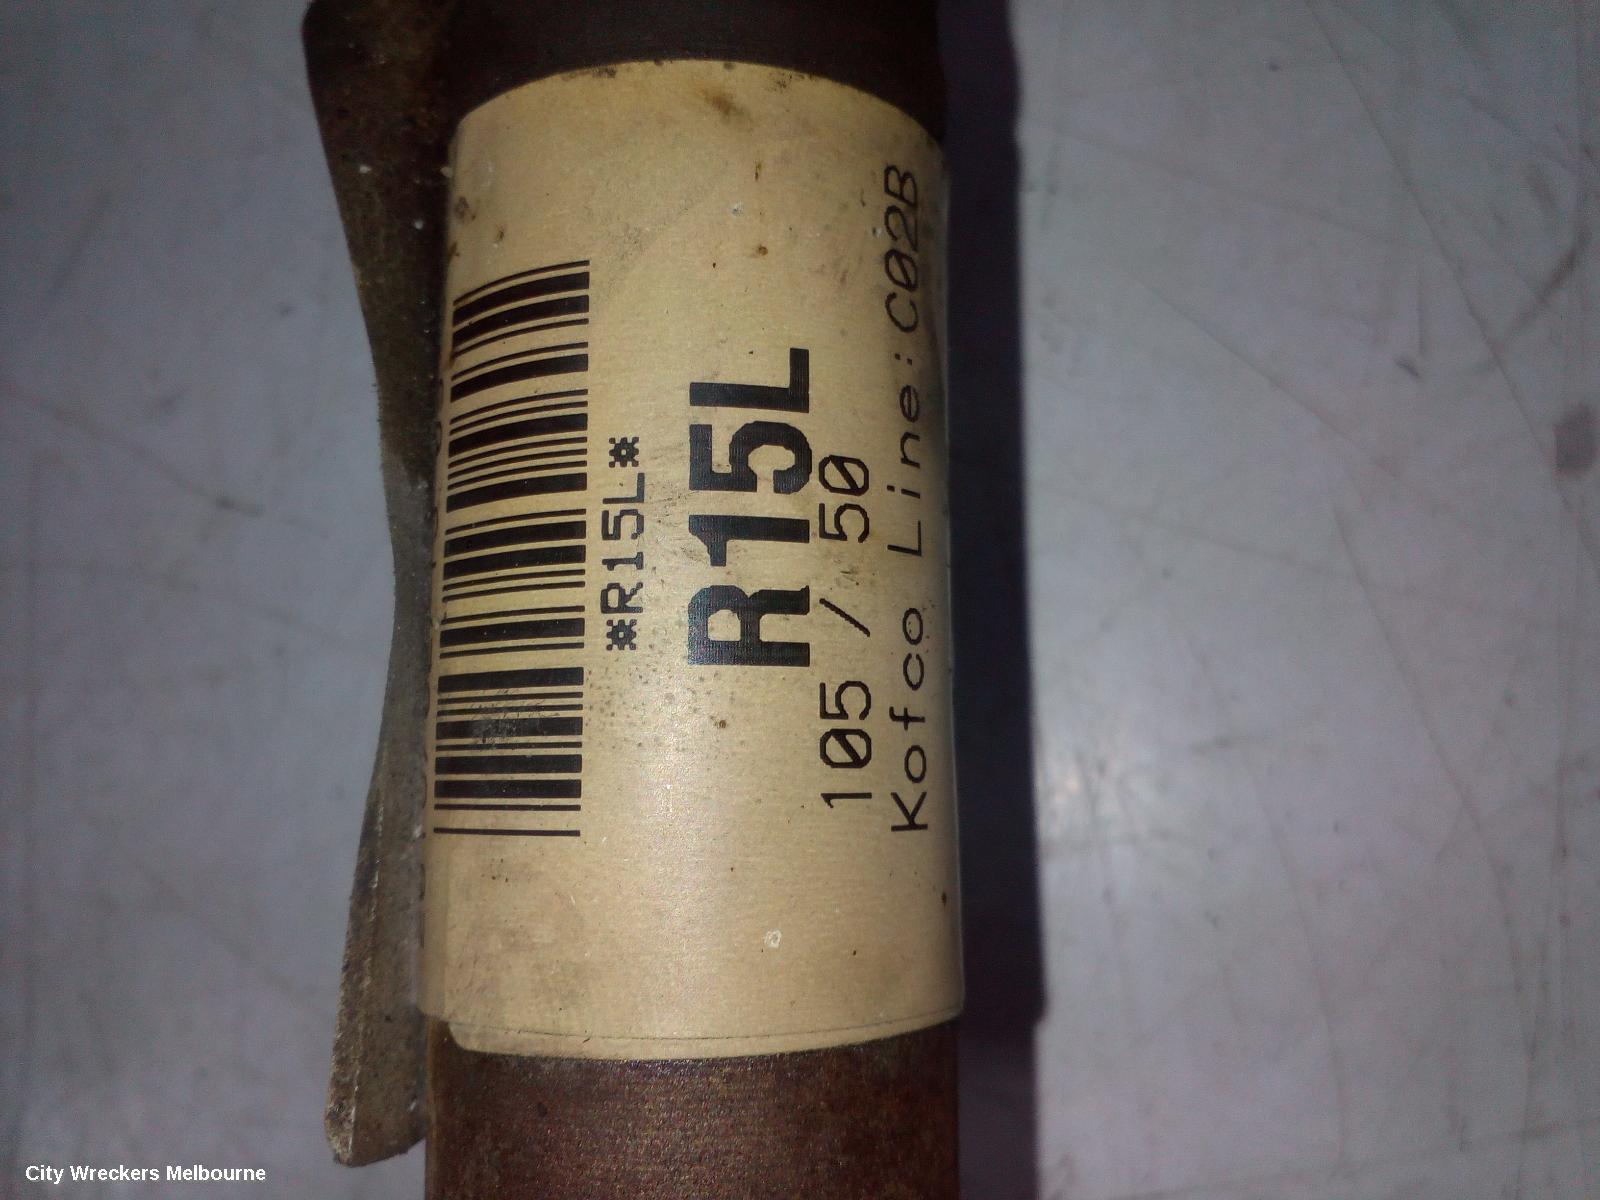 *R15L*
R15L
105 / 50
Kofco Line:C02B
City Wreckers Melbourne